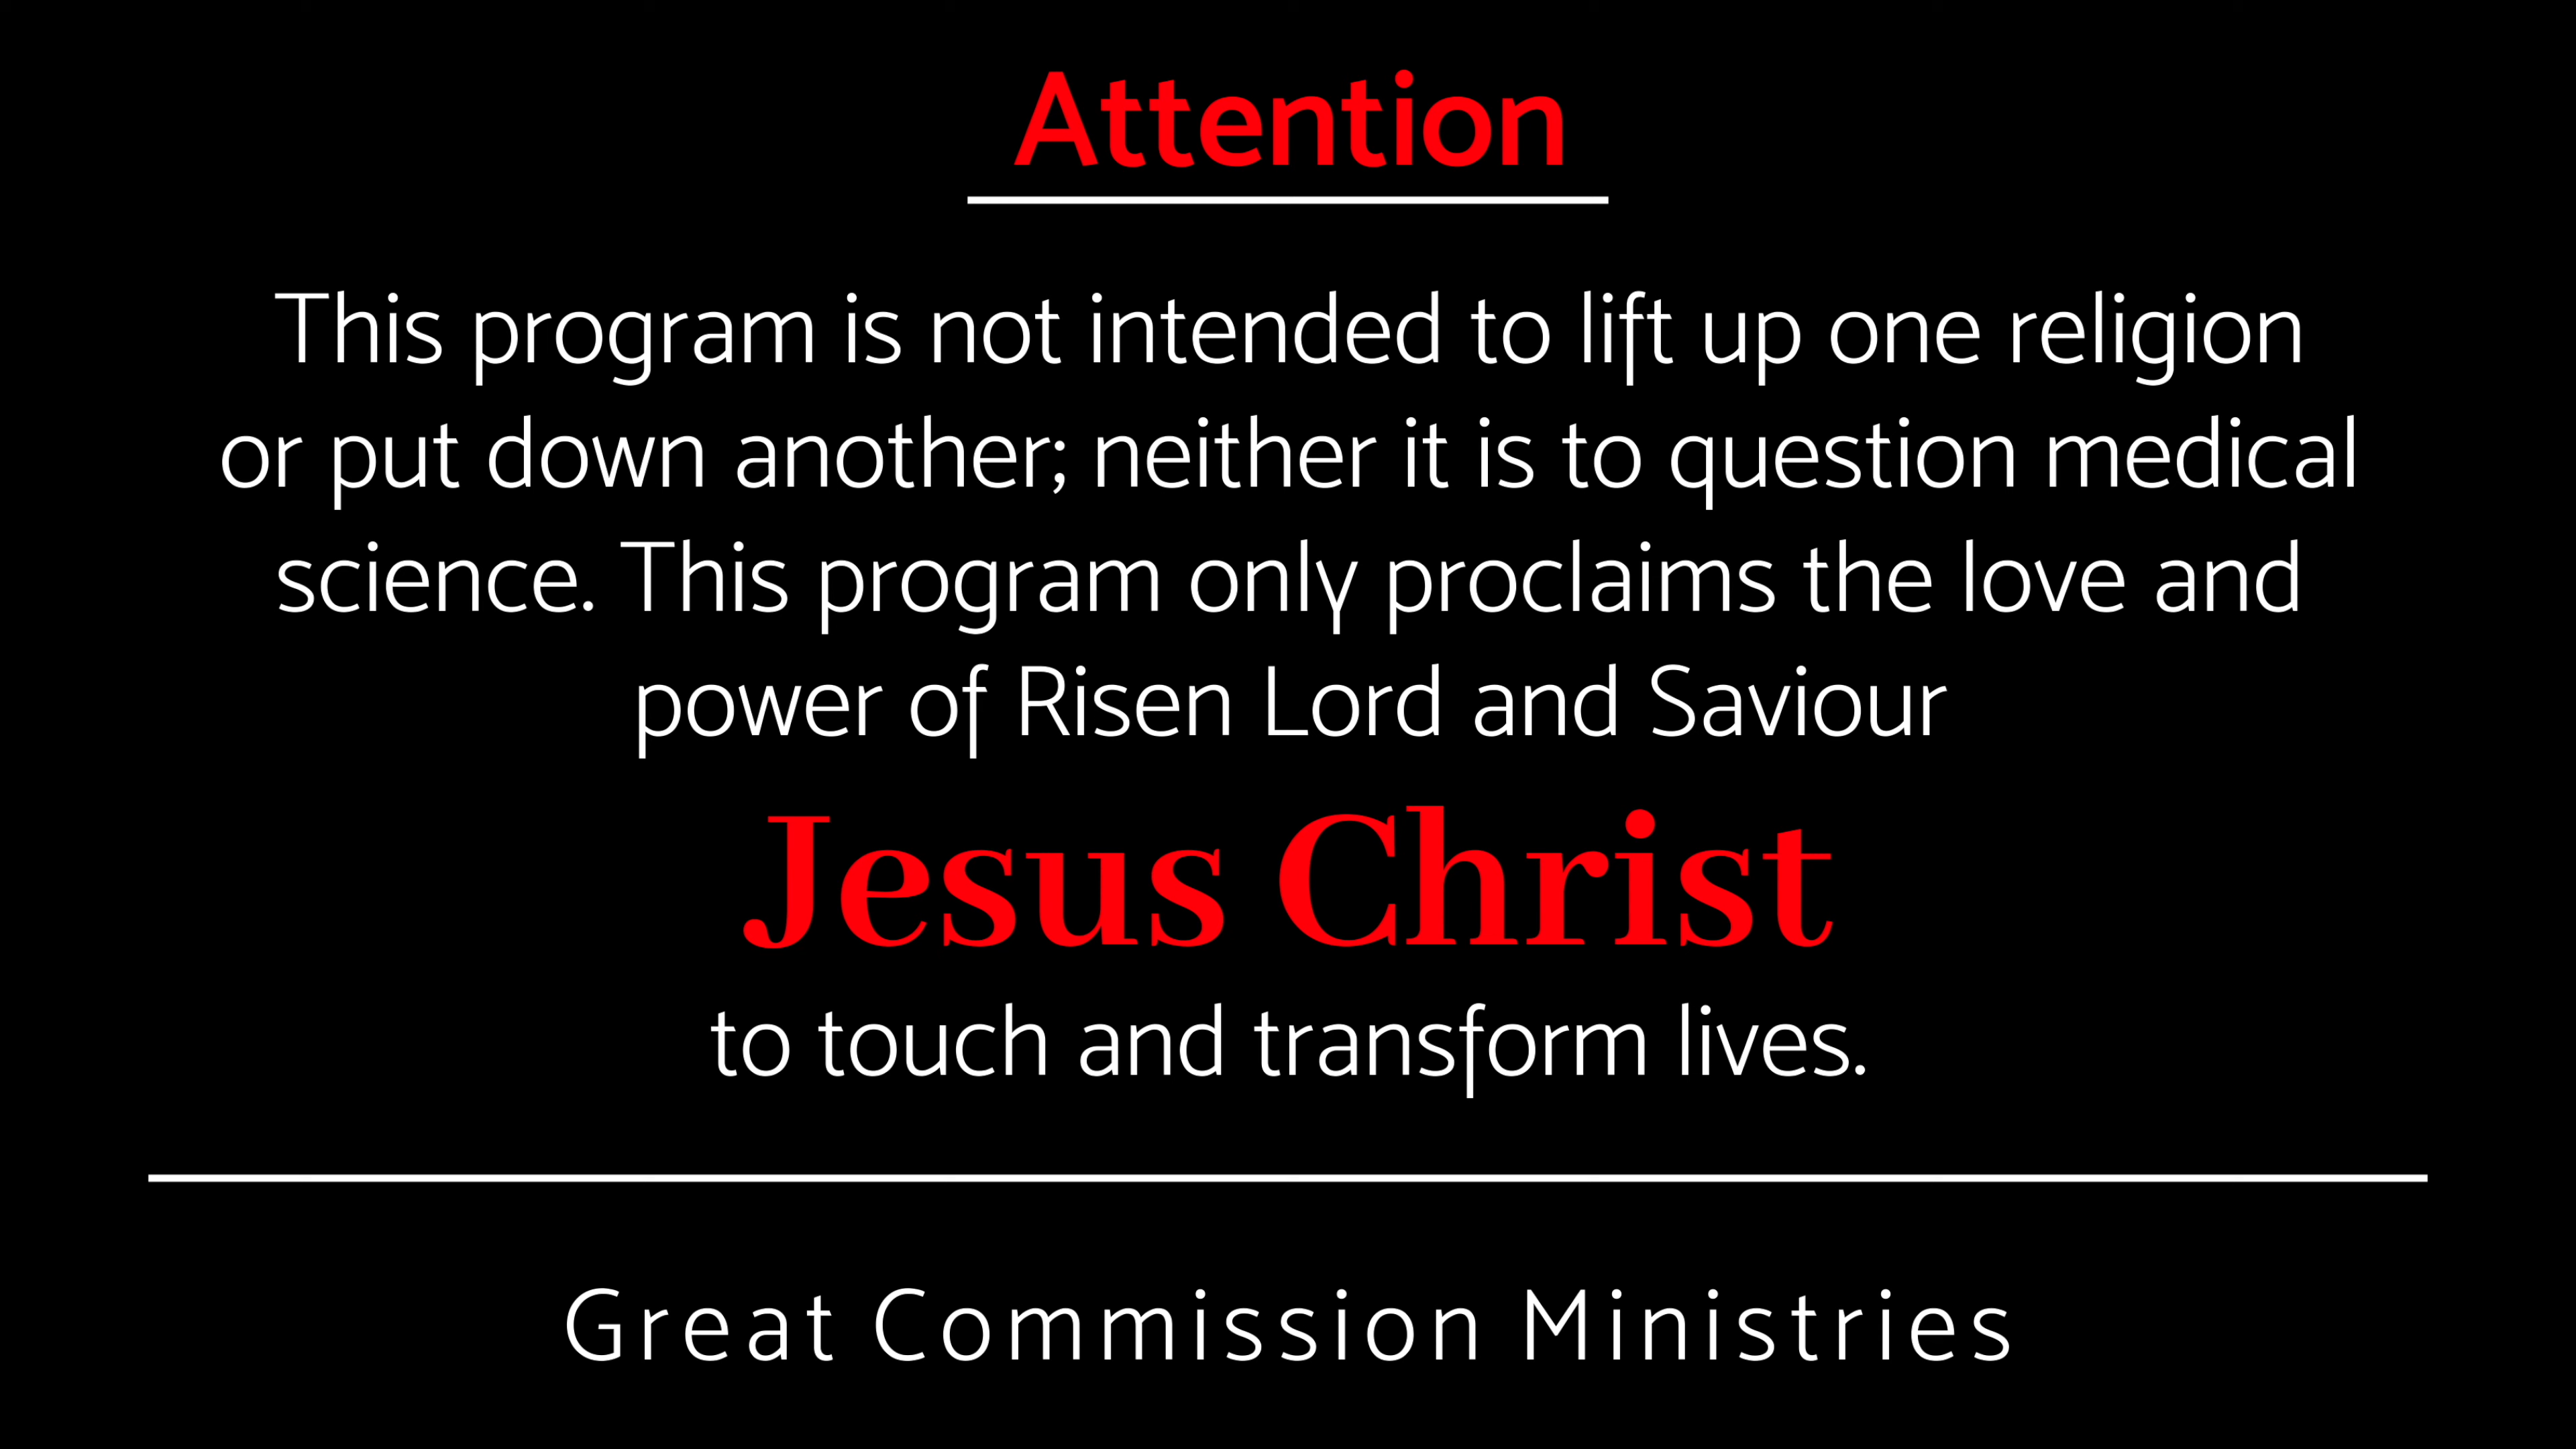 Attention
This program is not intended to lift up one religion
or put down another; neither it is to question medical
science. This program only proclaims the love and
power of Risen Lord and Saviour
Jesus Christ
to touch and transform lives.
Great Commission Ministries